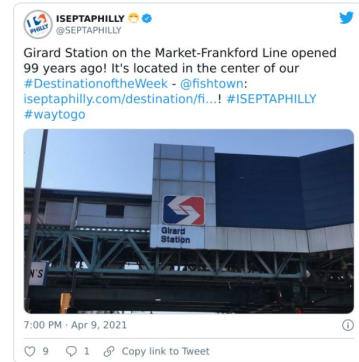 ISEPTAPHILLY
@SEPTAPHILLY
Girard Station on the Market-Frankford Line opened
99 years ago! It's located in the center of our
#DestinationoftheWeek - @fishtown:
iseptaphilly.com/destination/fi...! #ISEPTAPHILLY
#waytogo
Girard
Station
N'S
7:00 PM · Apr 9, 2021
9 1 Copy link to Tweet